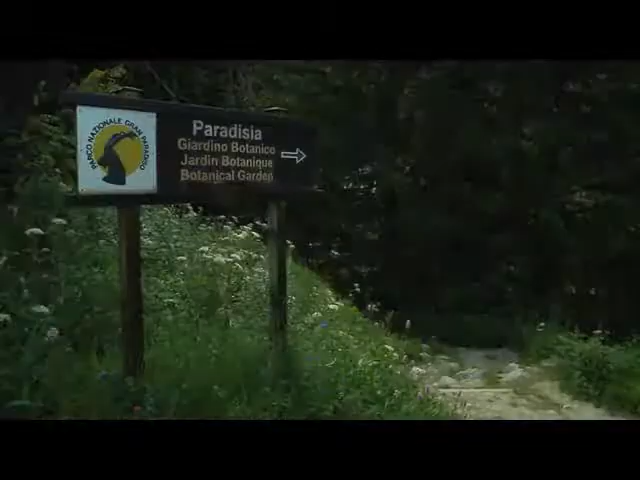 PARCO NAZIONALE GRAN PARADISO
Paradisia
Giardino Botanico
Jardin Botanique
Botanical Garden